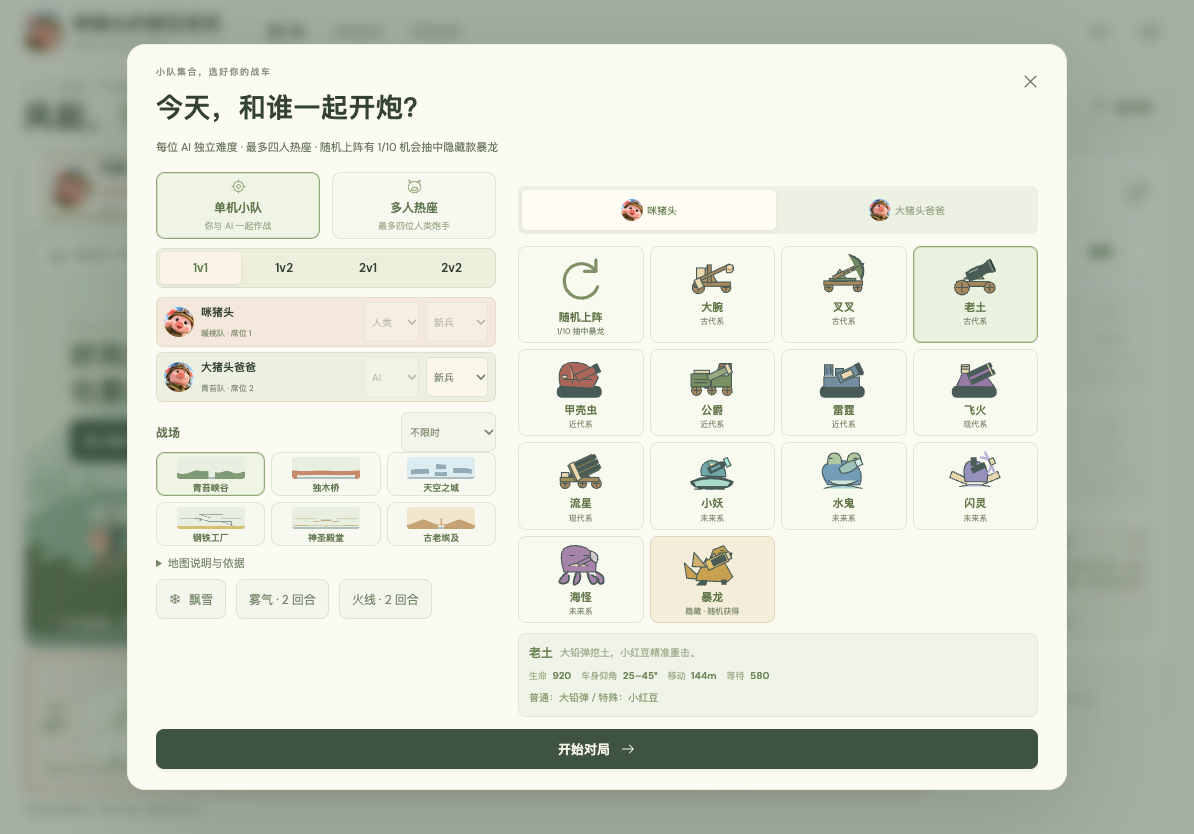 小队集合，选好你的战车
今天，和谁一起开炮?
每位 AI 独立难度 · 最多四人热座 · 随机上阵有 1/10 机会抽中隐藏款暴龙
单机小队
你与 AI 一起作战
多人热座
最多四位人类炮手
1v1 1v2 2v1 2v2
咪猪头
暖桃队 · 席位 1
人类 新兵
大猪头爸爸
青苔队 · 席位 2
AI 新兵
战场
不限时
青苔峡谷 独木桥 天空之城
钢铁工厂 神圣殿堂 古老埃及
地图说明与依据
飘雪 雾气 · 2 回合 火线 · 2 回合
咪猪头 大猪头爸爸
随机上阵
1/10 抽中暴龙
大腕
古代系
叉叉
古代系
老土
古代系
甲壳虫
近代系
公爵
近代系
雷霆
近代系
飞火
现代系
流星
现代系
小妖
未来系
水鬼
未来系
闪灵
未来系
海怪
未来系
暴龙
隐藏 · 随机获得
老土 大铅弹挖土，小红豆精准重击。
生命 920 车身仰角 25–45° 移动 144m 等待 580
普通：大铅弹 / 特殊：小红豆
开始对局 →